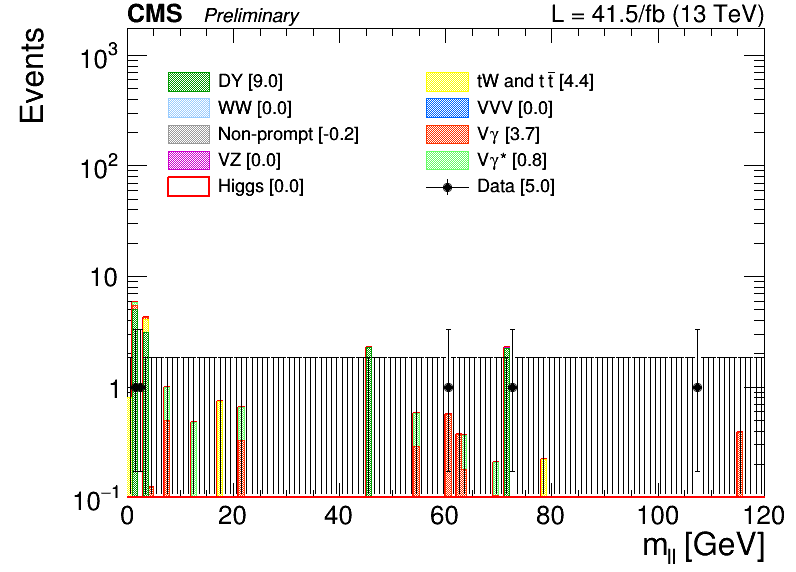 CMS Preliminary L = 41.5/fb (13 TeV)
Events
10³
10²
10
1
10⁻¹
DY [9.0]
WW [0.0]
Non-prompt [-0.2]
VZ [0.0]
Higgs [0.0]
tW and tt̄ [4.4]
VVV [0.0]
Vγ [3.7]
Vγ* [0.8]
Data [5.0]
0 20 40 60 80 100 120
m_ll [GeV]